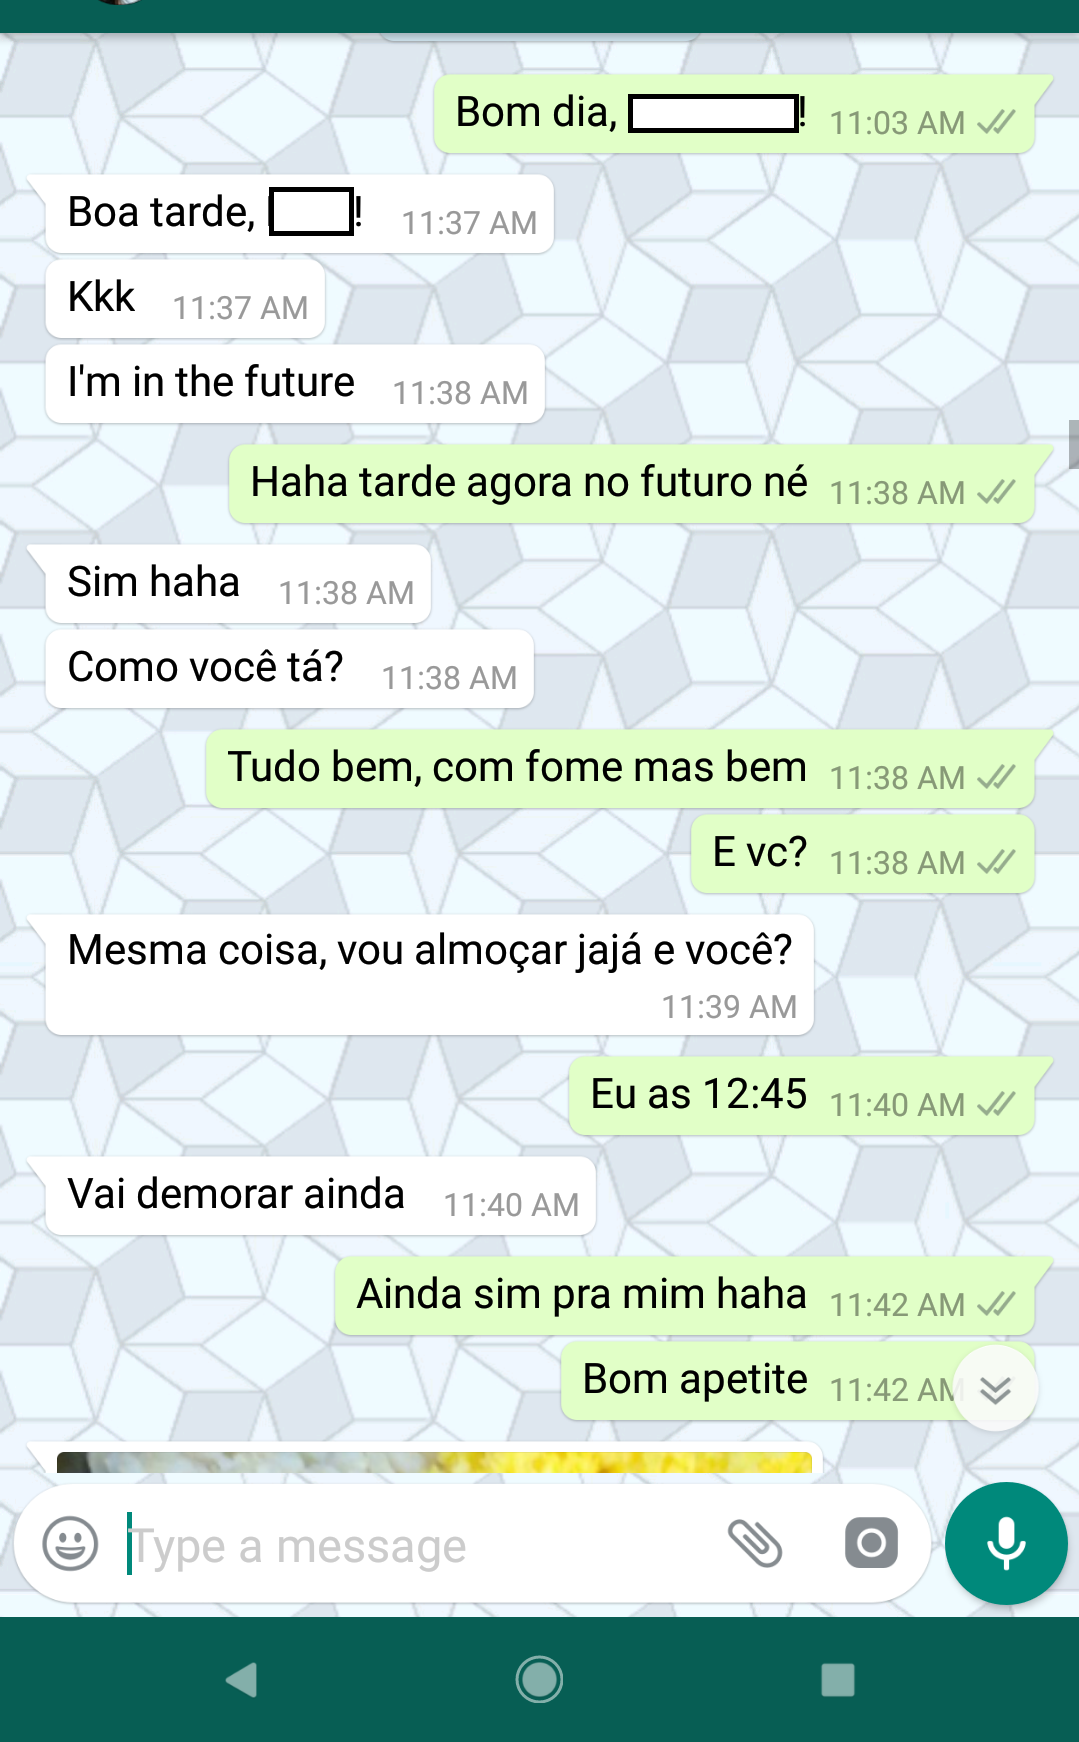 Bom dia, ! 11:03 AM
Boa tarde, ! 11:37 AM
Kkk 11:37 AM
I'm in the future 11:38 AM
Haha tarde agora no futuro né 11:38 AM
Sim haha 11:38 AM
Como você tá? 11:38 AM
Tudo bem, com fome mas bem 11:38 AM
E vc? 11:38 AM
Mesma coisa, vou almoçar jajá e você?
11:39 AM
Eu as 12:45 11:40 AM
Vai demorar ainda 11:40 AM
Ainda sim pra mim haha 11:42 AM
Bom apetite 11:42 AM
Type a message